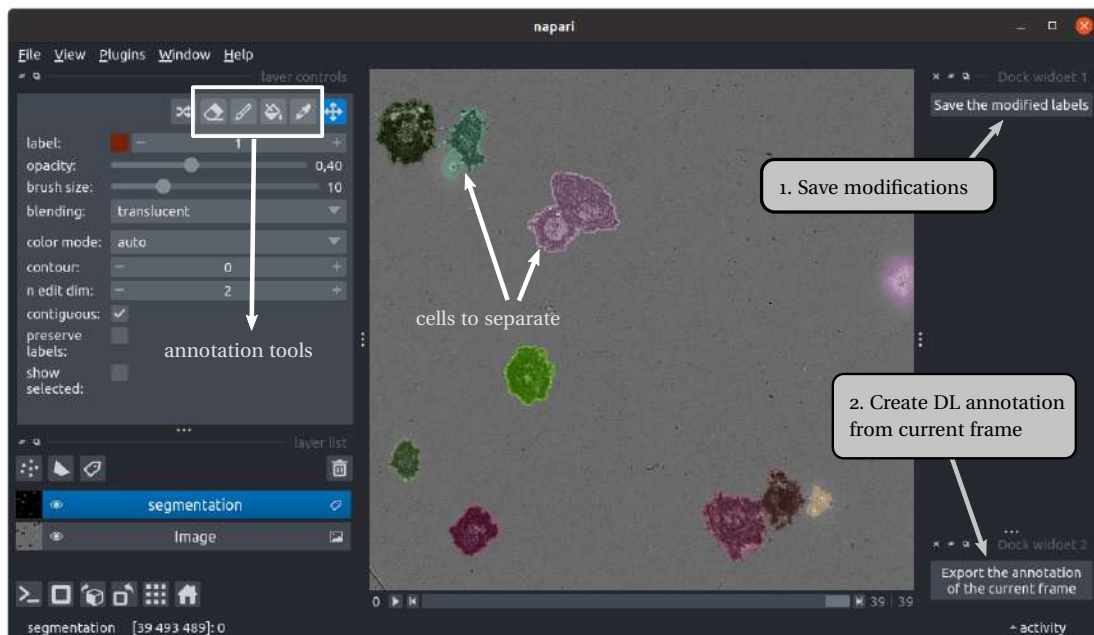 napari
File View Plugins Window Help
layer controls
Dock widget 1
Save the modified labels
label: 1
opacity: 0,40
brush size: 10
blending: translucent
color mode: auto
contour: 0
n edit dim: 2
contiguous:
preserve
labels:
show
selected:
annotation tools
cells to separate
1. Save modifications
2. Create DL annotation
from current frame
layer list
segmentation
Image
Dock widget 2
Export the annotation
of the current frame
0 39 39
segmentation [39 493 489]: 0
activity